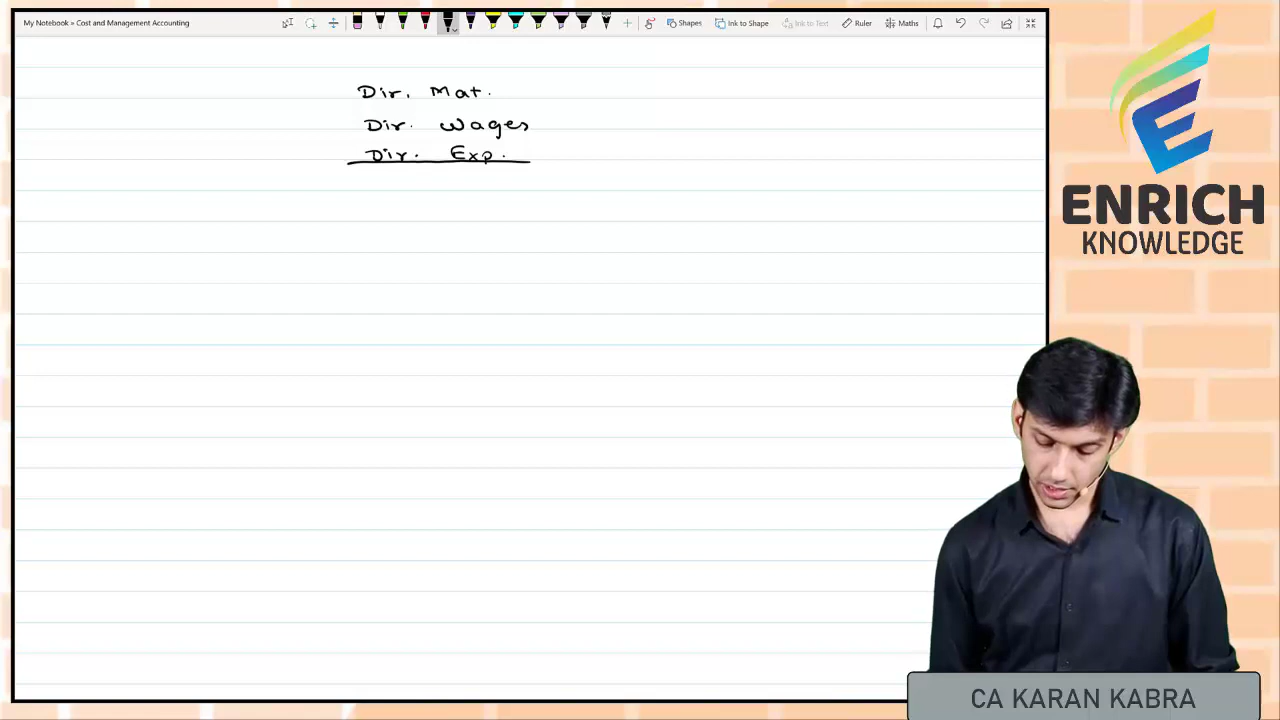 My Notebook » Cost and Management Accounting
Shapes
Ink to Shape
Ink to Text
Ruler
Maths
Dir. Mat.
Dir. Wages
Dir. Exp.
ENRICH
KNOWLEDGE
CA KARAN KABRA